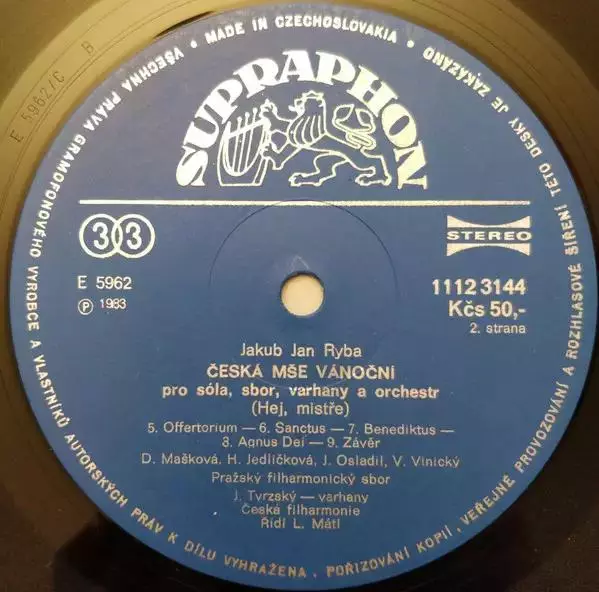 VŠECHNA PRÁVA GRAMOFONOVÉHO VÝROBCE A VLASTNÍKŮ AUTORSKÝCH PRÁV K DÍLU VYHRAŽENA. POŘIZOVÁNÍ KOPIÍ, VEŘEJNÉ PROVOZOVÁNÍ A ROZHLASOVÉ ŠÍŘENÍ TÉTO DESKY JE ZAKÁZÁNO
• MADE IN CZECHOSLOVAKIA •
E 5962/C B
SUPRAPHON
33
STEREO
E 5962
Ⓟ 1983
1112 3144
Kčs 50,-
2. strana
Jakub Jan Ryba
ČESKÁ MŠE VÁNOČNÍ
pro sóla, sbor, varhany a orchestr
(Hej, mistře)
5. Offertorium — 6. Sanctus — 7. Benediktus —
8. Agnus Dei — 9. Závěr
D. Mašková, H. Jedličková, J. Osladil, V. Vinický
Pražský filharmonický sbor
J. Tvrzský — varhany
Česká filharmonie
Řídí L. Mátl